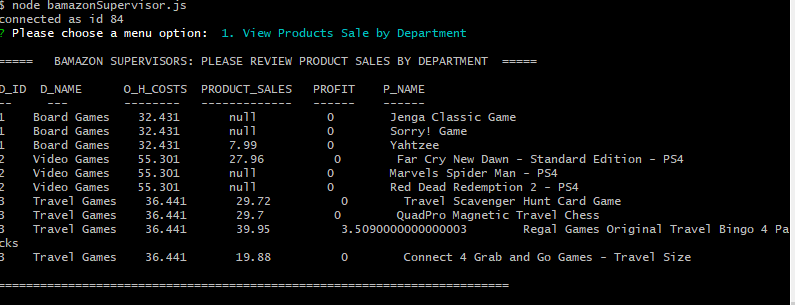 $ node bamazonSupervisor.js
connected as id 84
? Please choose a menu option:  1. View Products Sale by Department
=====   BAMAZON SUPERVISORS: PLEASE REVIEW PRODUCT SALES BY DEPARTMENT  =====
D_ID  D_NAME      O_H_COSTS  PRODUCT_SALES   PROFIT    P_NAME
--   ---         --------   ------------    ------    ------
1    Board Games    32.431       null          0        Jenga Classic Game
1    Board Games    32.431       null          0        Sorry! Game
1    Board Games    32.431       7.99          0        Yahtzee
2    Video Games    55.301       27.96          0        Far Cry New Dawn - Standard Edition - PS4
2    Video Games    55.301       null          0        Marvels Spider Man - PS4
2    Video Games    55.301       null          0        Red Dead Redemption 2 - PS4
3    Travel Games    36.441       29.72          0        Travel Scavenger Hunt Card Game
3    Travel Games    36.441       29.7          0        QuadPro Magnetic Travel Chess
3    Travel Games    36.441       39.95          3.5090000000000003        Regal Games Original Travel Bingo 4 Pa
cks
3    Travel Games    36.441       19.88          0        Connect 4 Grab and Go Games - Travel Size
============================================================================